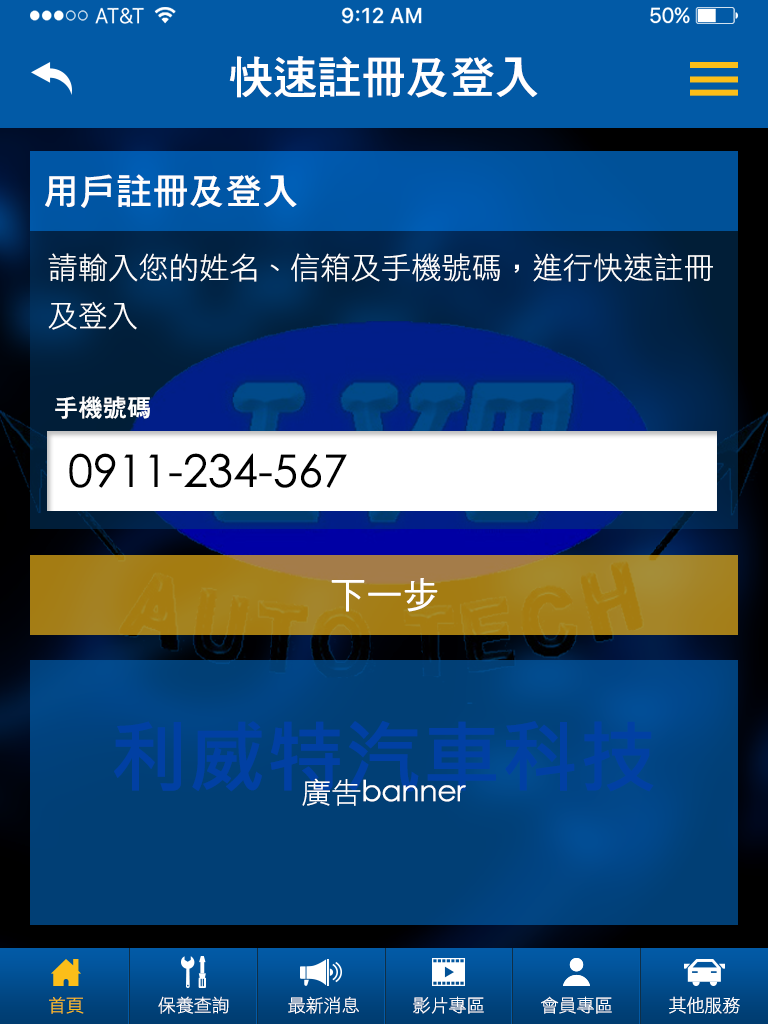 AT&T 9:12 AM 50%
快速註冊及登入
用戶註冊及登入
請輸入您的姓名、信箱及手機號碼，進行快速註冊
及登入
LVM
手機號碼
0911-234-567
下一步
AUTO TECH
利威特汽車科技
廣告banner
首頁 保養查詢 最新消息 影片專區 會員專區 其他服務